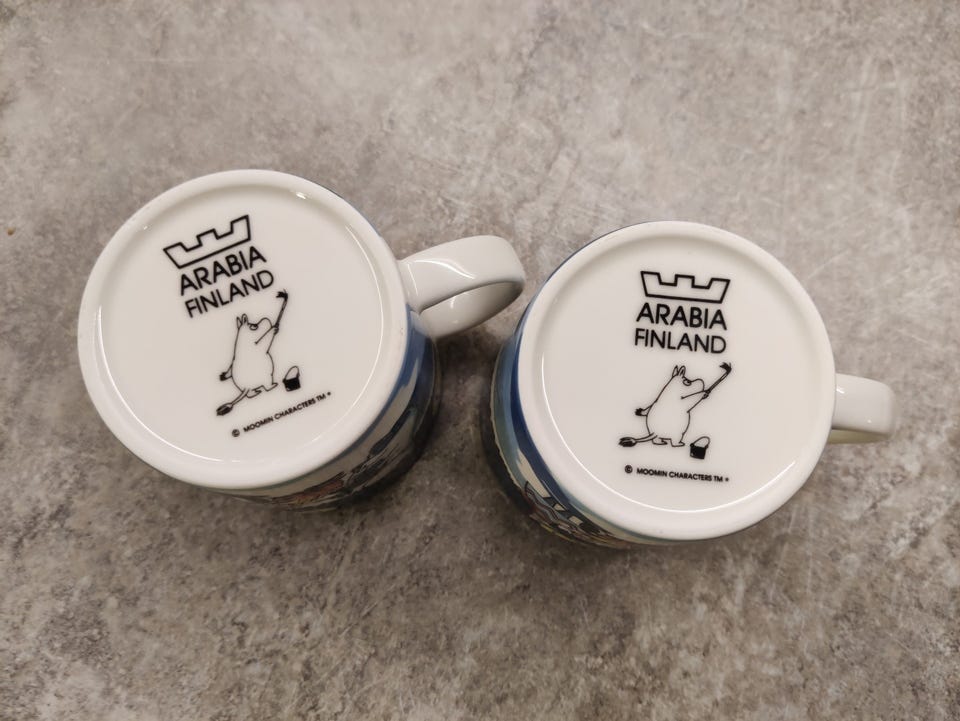 ARABIA
FINLAND
© MOOMIN CHARACTERS TM *
ARABIA
FINLAND
© MOOMIN CHARACTERS TM *